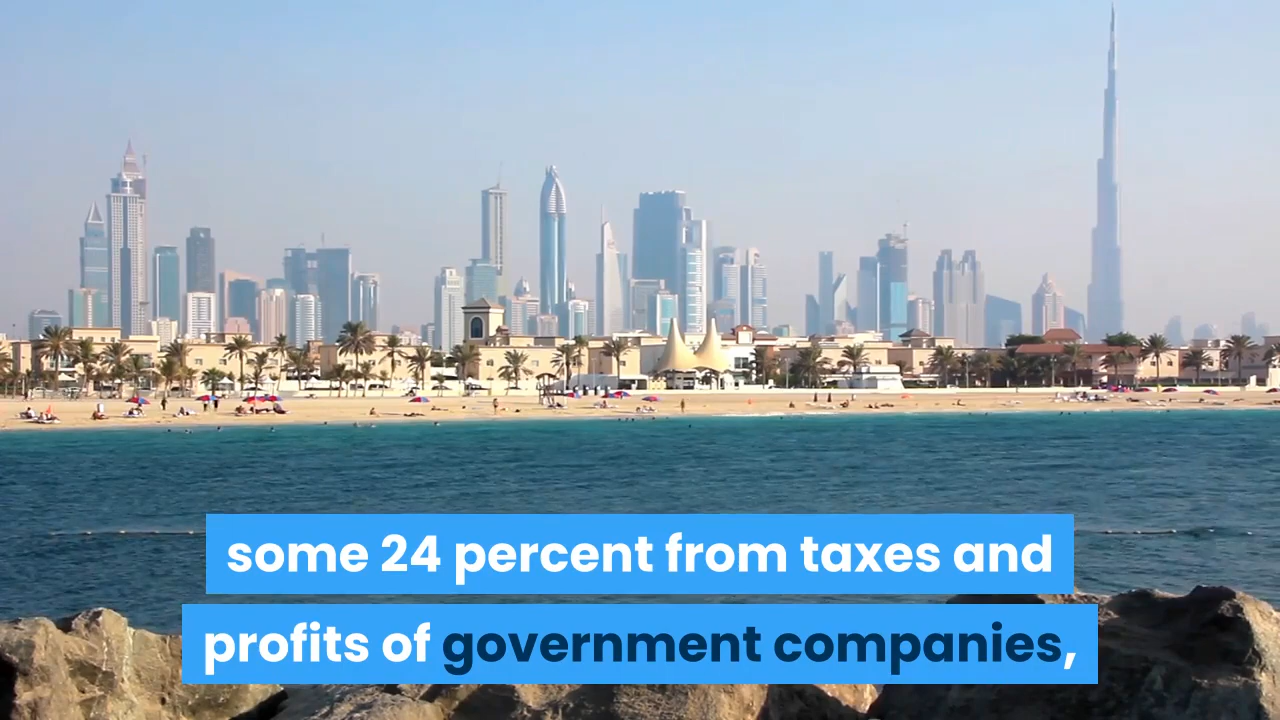 some 24 percent from taxes and
profits of government companies,